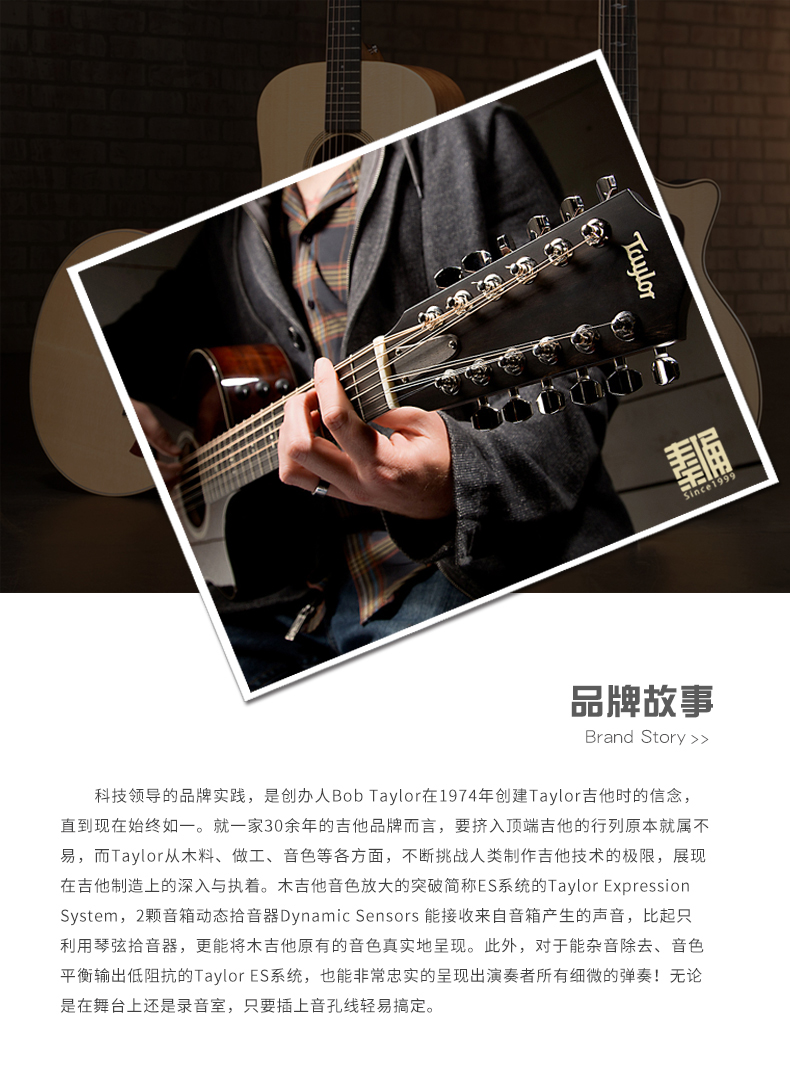 Taylor
秦涌
Since1999
品牌故事
Brand Story >>
科技领导的品牌实践，是创办人Bob Taylor在1974年创建Taylor吉他时的信念，
直到现在始终如一。就一家30余年的吉他品牌而言，要挤入顶端吉他的行列原本就属不
易，而Taylor从木料、做工、音色等各方面，不断挑战人类制作吉他技术的极限，展现
在吉他制造上的深入与执着。木吉他音色放大的突破简称ES系统的Taylor Expression
System，2颗音箱动态拾音器Dynamic Sensors 能接收来自音箱产生的声音，比起只
利用琴弦拾音器，更能将木吉他原有的音色真实地呈现。此外，对于能杂音除去、音色
平衡输出低阻抗的Taylor ES系统，也能非常忠实的呈现出演奏者所有细微的弹奏！无论
是在舞台上还是录音室，只要插上音孔线轻易搞定。